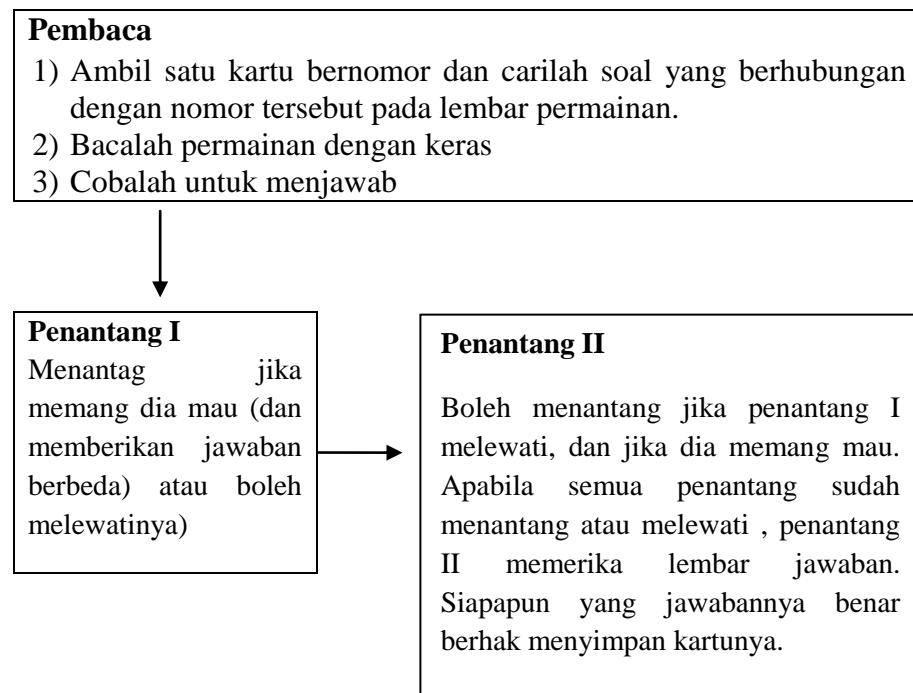 Pembaca
1) Ambil satu kartu bernomor dan carilah soal yang berhubungan
dengan nomor tersebut pada lembar permainan.
2) Bacalah permainan dengan keras
3) Cobalah untuk menjawab
Penantang I
Menantag jika
memang dia mau (dan
memberikan jawaban
berbeda) atau boleh
melewatinya)
Penantang II
Boleh menantang jika penantang I
melewati, dan jika dia memang mau.
Apabila semua penantang sudah
menantang atau melewati , penantang
II memerika lembar jawaban.
Siapapun yang jawabannya benar
berhak menyimpan kartunya.